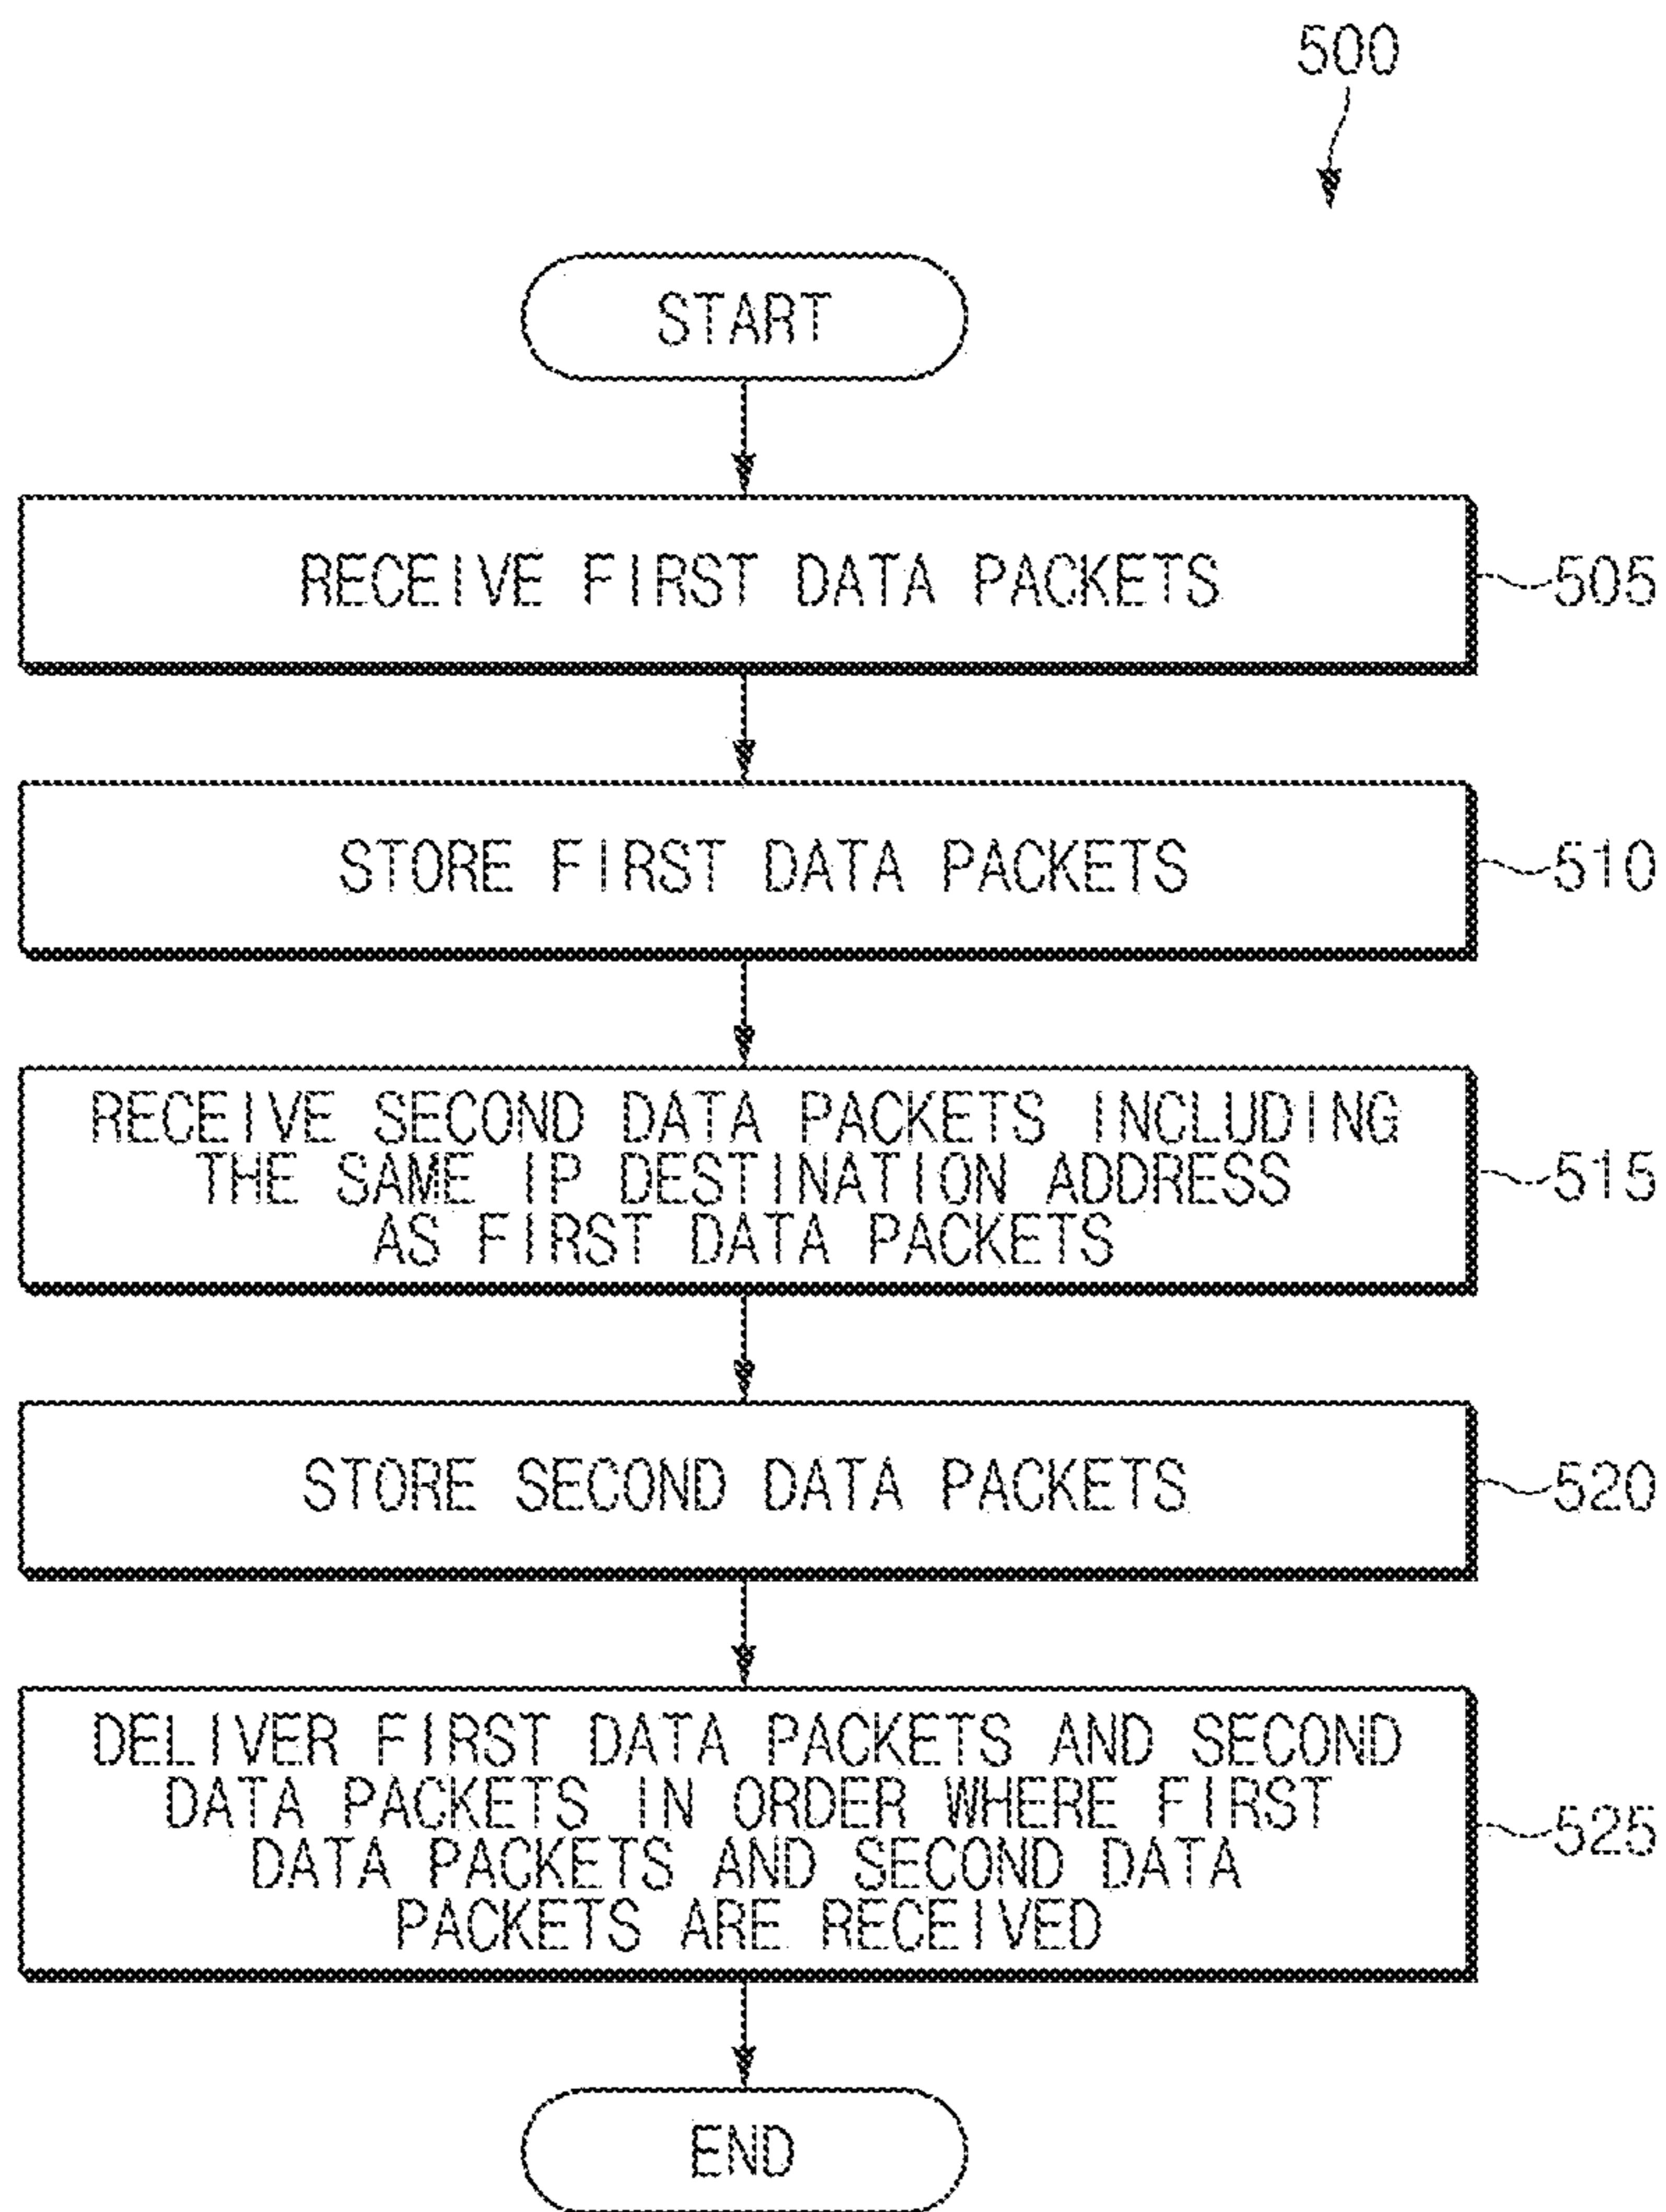 500
START
RECEIVE FIRST DATA PACKETS
505
STORE FIRST DATA PACKETS
510
RECEIVE SECOND DATA PACKETS INCLUDING
THE SAME IP DESTINATION ADDRESS
AS FIRST DATA PACKETS
515
STORE SECOND DATA PACKETS
520
DELIVER FIRST DATA PACKETS AND SECOND
DATA PACKETS IN ORDER WHERE FIRST
DATA PACKETS AND SECOND DATA
PACKETS ARE RECEIVED
525
END